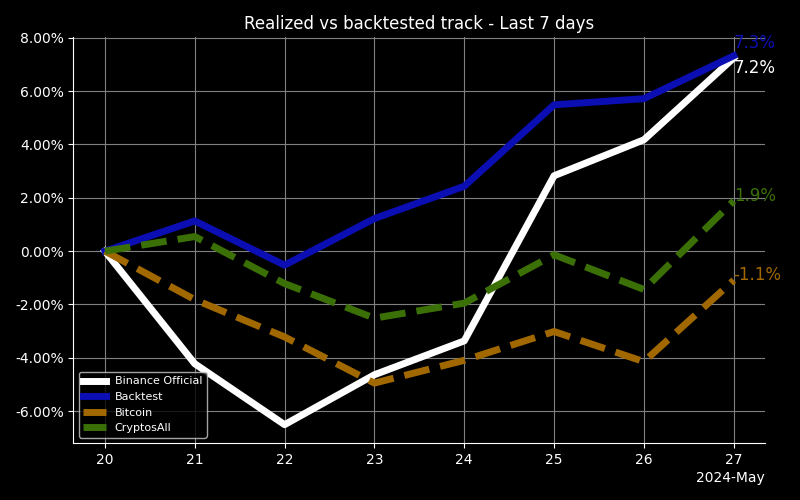 Realized vs backtested track - Last 7 days
8.00%
6.00%
4.00%
2.00%
0.00%
-2.00%
-4.00%
-6.00%
7.3%
7.2%
1.9%
-1.1%
Binance Official
Backtest
Bitcoin
CryptosAll
20 21 22 23 24 25 26 27
2024-May